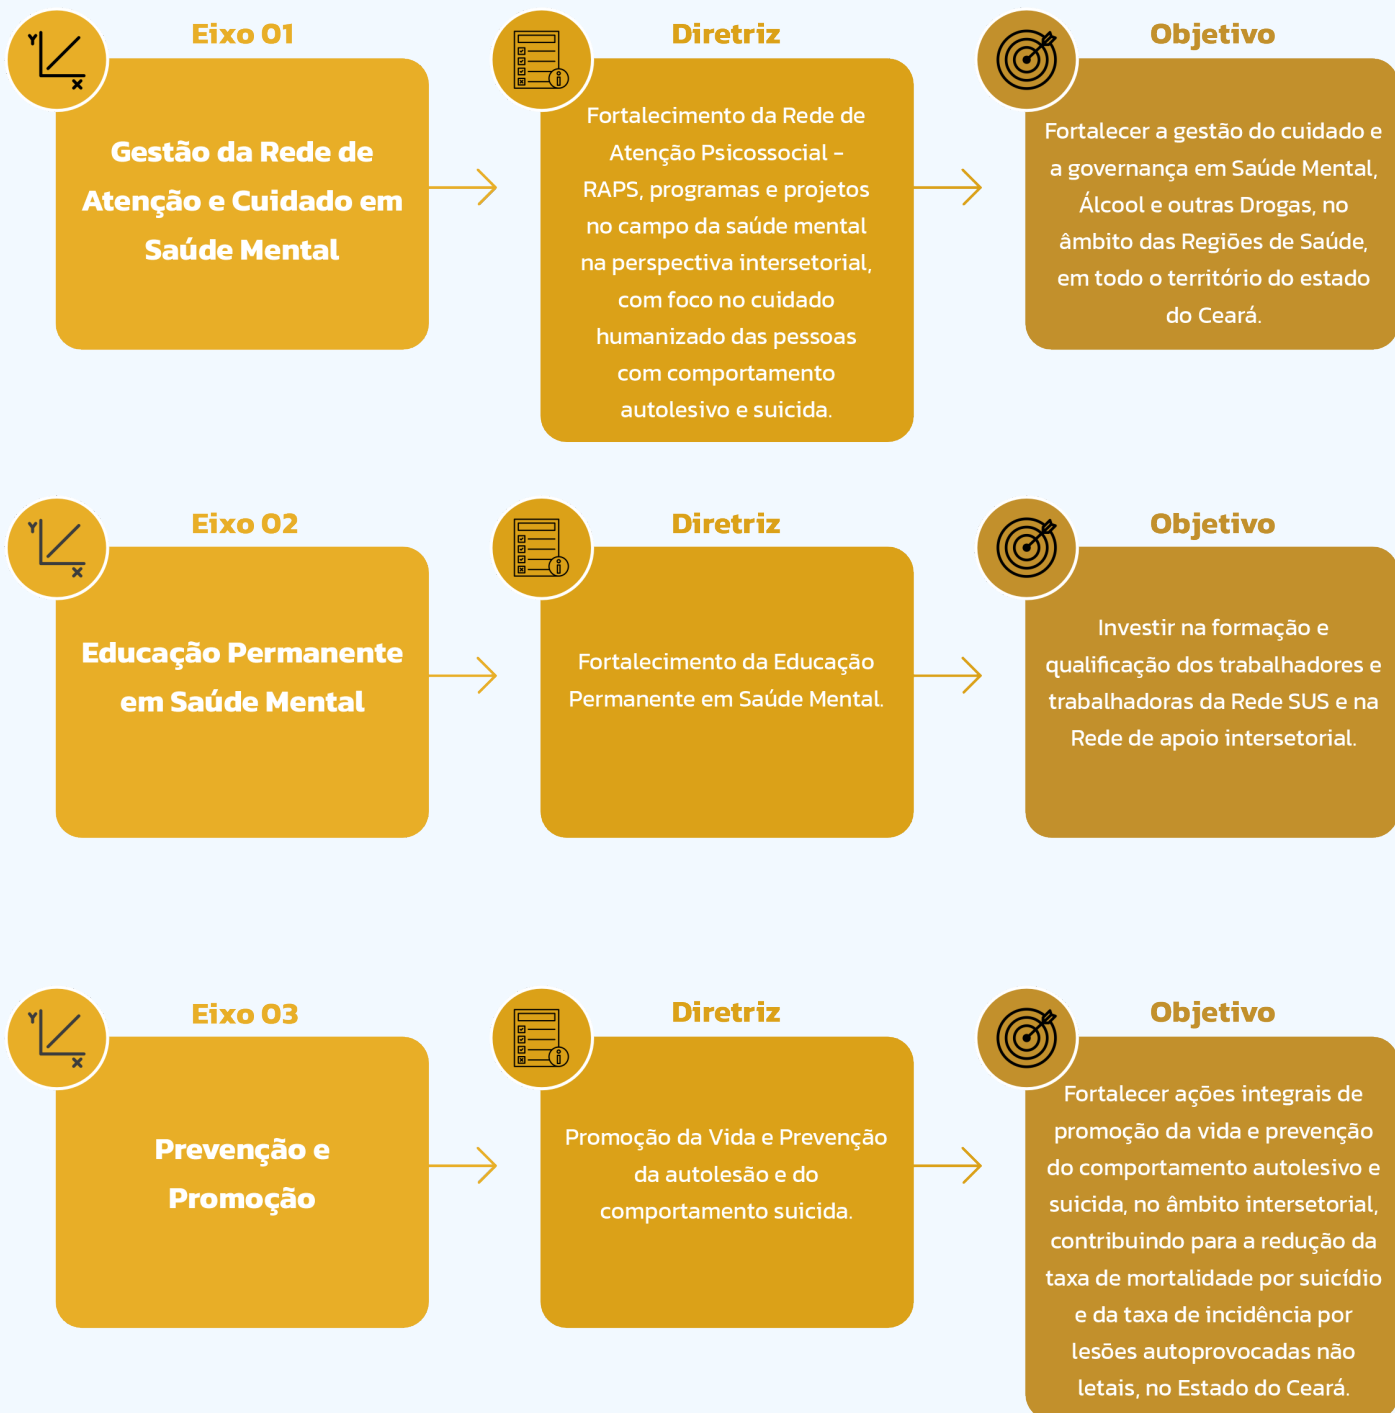 Eixo 01
Gestão da Rede de
Atenção e Cuidado em
Saúde Mental
Diretriz
Fortalecimento da Rede de
Atenção Psicossocial -
RAPS, programas e projetos
no campo da saúde mental
na perspectiva intersetorial,
com foco no cuidado
humanizado das pessoas
com comportamento
autolesivo e suicida.
Objetivo
Fortalecer a gestão do cuidado e
a governança em Saúde Mental,
Álcool e outras Drogas, no
âmbito das Regiões de Saúde,
em todo o território do estado
do Ceará.
Eixo 02
Educação Permanente
em Saúde Mental
Diretriz
Fortalecimento da Educação
Permanente em Saúde Mental.
Objetivo
Investir na formação e
qualificação dos trabalhadores e
trabalhadoras da Rede SUS e na
Rede de apoio intersetorial.
Eixo 03
Prevenção e
Promoção
Diretriz
Promoção da Vida e Prevenção
da autolesão e do
comportamento suicida.
Objetivo
Fortalecer ações integrais de
promoção da vida e prevenção
do comportamento autolesivo e
suicida, no âmbito intersetorial,
contribuindo para a redução da
taxa de mortalidade por suicídio
e da taxa de incidência por
lesões autoprovocadas não
letais, no Estado do Ceará.